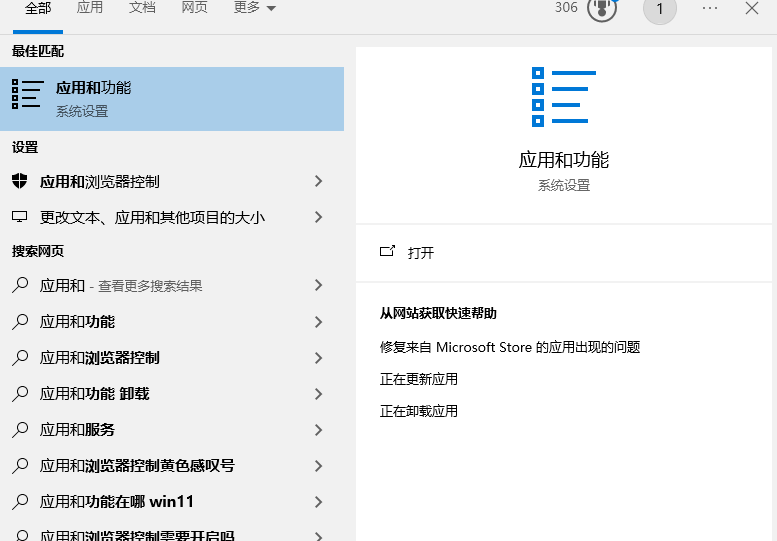 全部 应用 文档 网页 更多 306 1 ···
最佳匹配
应用和功能
系统设置
设置
应用和浏览器控制
更改文本、应用和其他项目的大小
搜索网页
应用和 - 查看更多搜索结果
应用和功能
应用和浏览器控制
应用和功能 卸载
应用和服务
应用和浏览器控制黄色感叹号
应用和功能在哪 win11
应用和浏览器控制需要开启吗
应用和功能
系统设置
打开
从网站获取快速帮助
修复来自 Microsoft Store 的应用出现的问题
正在更新应用
正在卸载应用